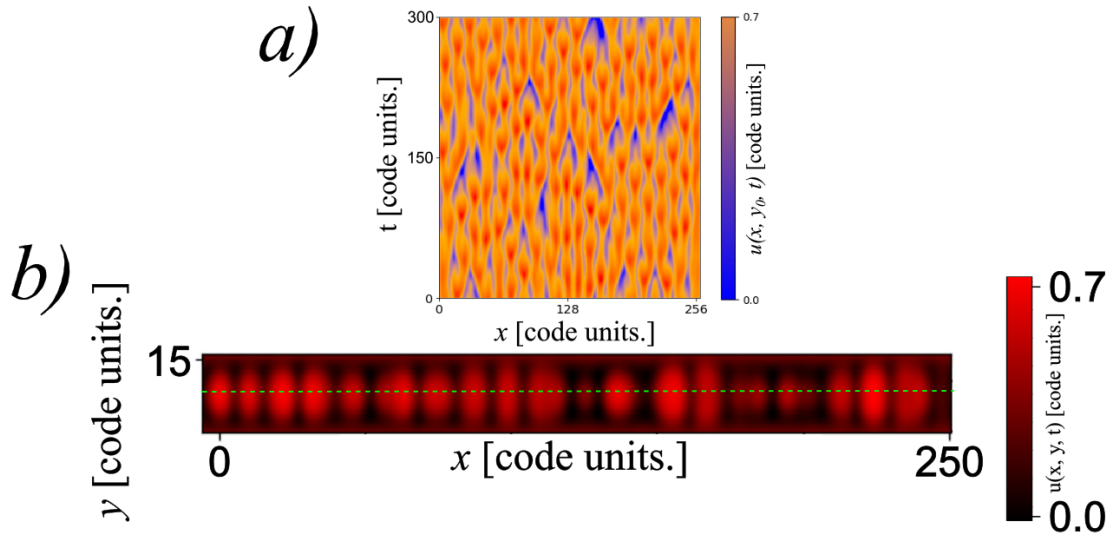 a)
300
150
0
t [code units.]
0
128
256
x [code units.]
0.7
0.0
u(x, y₀, t) [code units.]
b)
y [code units.]
15
0
x [code units.]
250
0.7
0.0
u(x, y, t) [code units.]